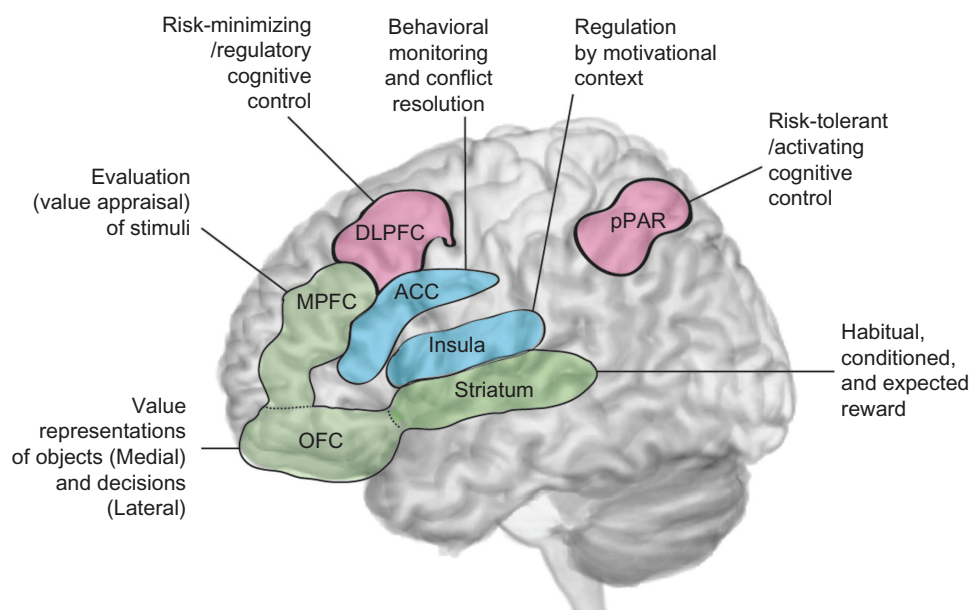 Risk-minimizing
/regulatory
cognitive
control
Behavioral
monitoring
and conflict
resolution
Regulation
by motivational
context
Risk-tolerant
/activating
cognitive
control
Evaluation
(value appraisal)
of stimuli
DLPFC
pPAR
MPFC
ACC
Insula
Striatum
OFC
Habitual,
conditioned,
and expected
reward
Value
representations
of objects (Medial)
and decisions
(Lateral)